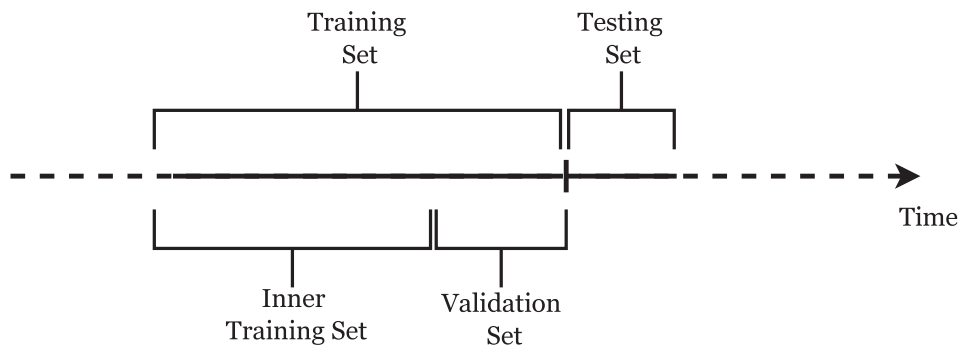 Training
Set
Testing
Set
Time
Inner
Training Set
Validation
Set